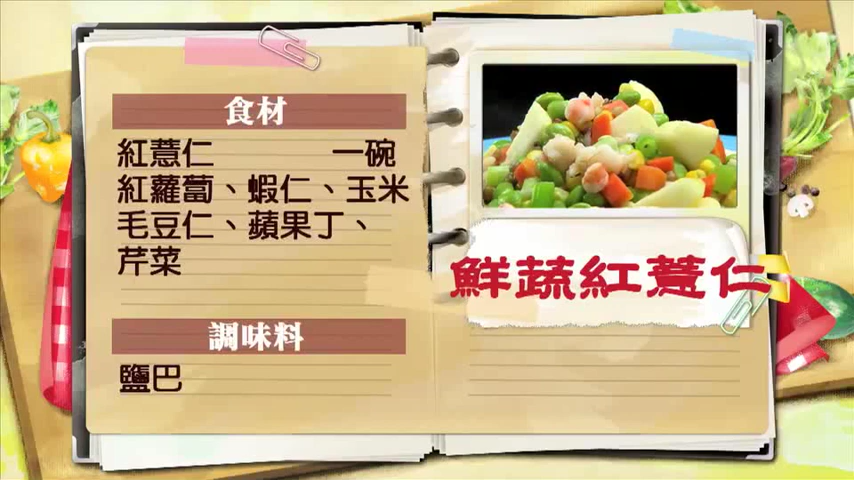 食材
紅薏仁 一碗
紅蘿蔔、蝦仁、玉米
毛豆仁、蘋果丁、
芹菜
調味料
鹽巴
鮮蔬紅薏仁